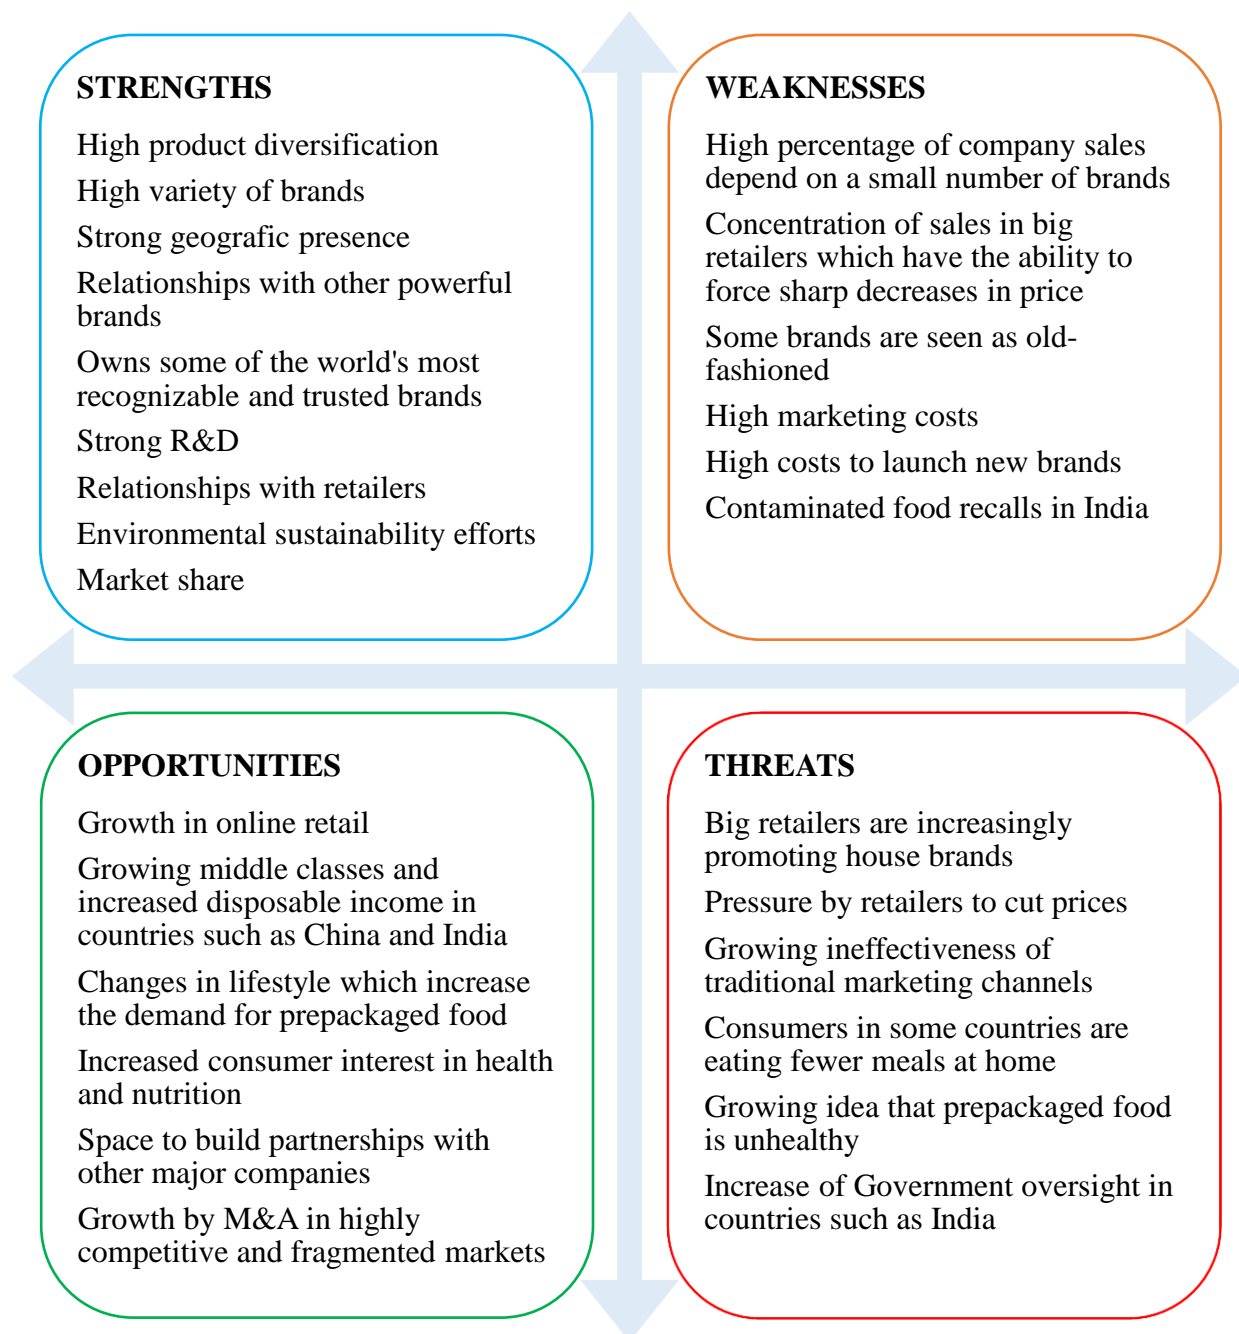 STRENGTHS
High product diversification
High variety of brands
Strong geografic presence
Relationships with other powerful
brands
Owns some of the world's most
recognizable and trusted brands
Strong R&D
Relationships with retailers
Environmental sustainability efforts
Market share
WEAKNESSES
High percentage of company sales
depend on a small number of brands
Concentration of sales in big
retailers which have the ability to
force sharp decreases in price
Some brands are seen as old-
fashioned
High marketing costs
High costs to launch new brands
Contaminated food recalls in India
OPPORTUNITIES
Growth in online retail
Growing middle classes and
increased disposable income in
countries such as China and India
Changes in lifestyle which increase
the demand for prepackaged food
Increased consumer interest in health
and nutrition
Space to build partnerships with
other major companies
Growth by M&A in highly
competitive and fragmented markets
THREATS
Big retailers are increasingly
promoting house brands
Pressure by retailers to cut prices
Growing ineffectiveness of
traditional marketing channels
Consumers in some countries are
eating fewer meals at home
Growing idea that prepackaged food
is unhealthy
Increase of Government oversight in
countries such as India